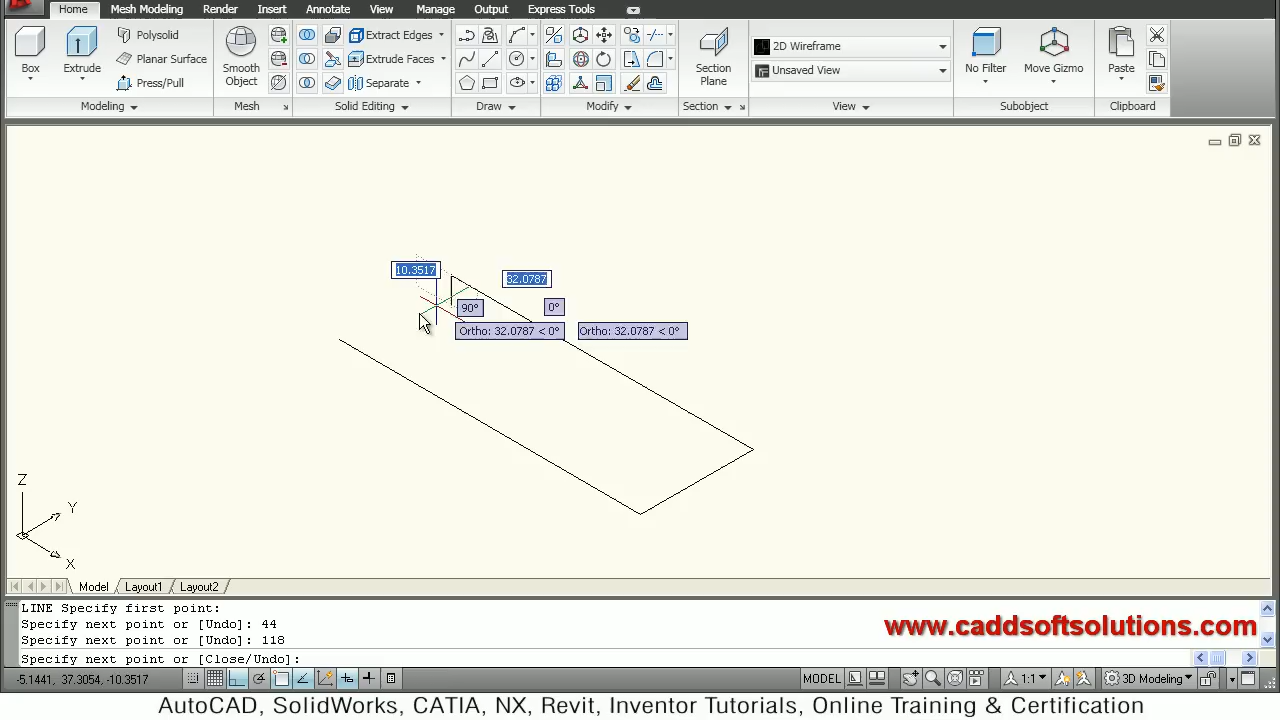 Home Mesh Modeling Render Insert Annotate View Manage Output Express Tools
Polysolid
Extract Edges
2D Wireframe
Planar Surface
Extrude Faces
Unsaved View
Box Extrude Smooth Object Section Plane No Filter Move Gizmo Paste
Press/Pull
Separate
Modeling Mesh Solid Editing Draw Modify Section View Subobject Clipboard
10.3517
32.0787
90°
0°
Ortho: 32.0787 < 0°
Ortho: 32.0787 < 0°
Z
Y
X
Model Layout1 Layout2
LINE Specify first point:
Specify next point or [Undo]: 44
Specify next point or [Undo]: 118
Specify next point or [Close/Undo]:
www.caddsoftsolutions.com
-5.1441, 37.3054, -10.3517 MODEL 1:1 3D Modeling
AutoCAD, SolidWorks, CATIA, NX, Revit, Inventor Tutorials, Online Training & Certification